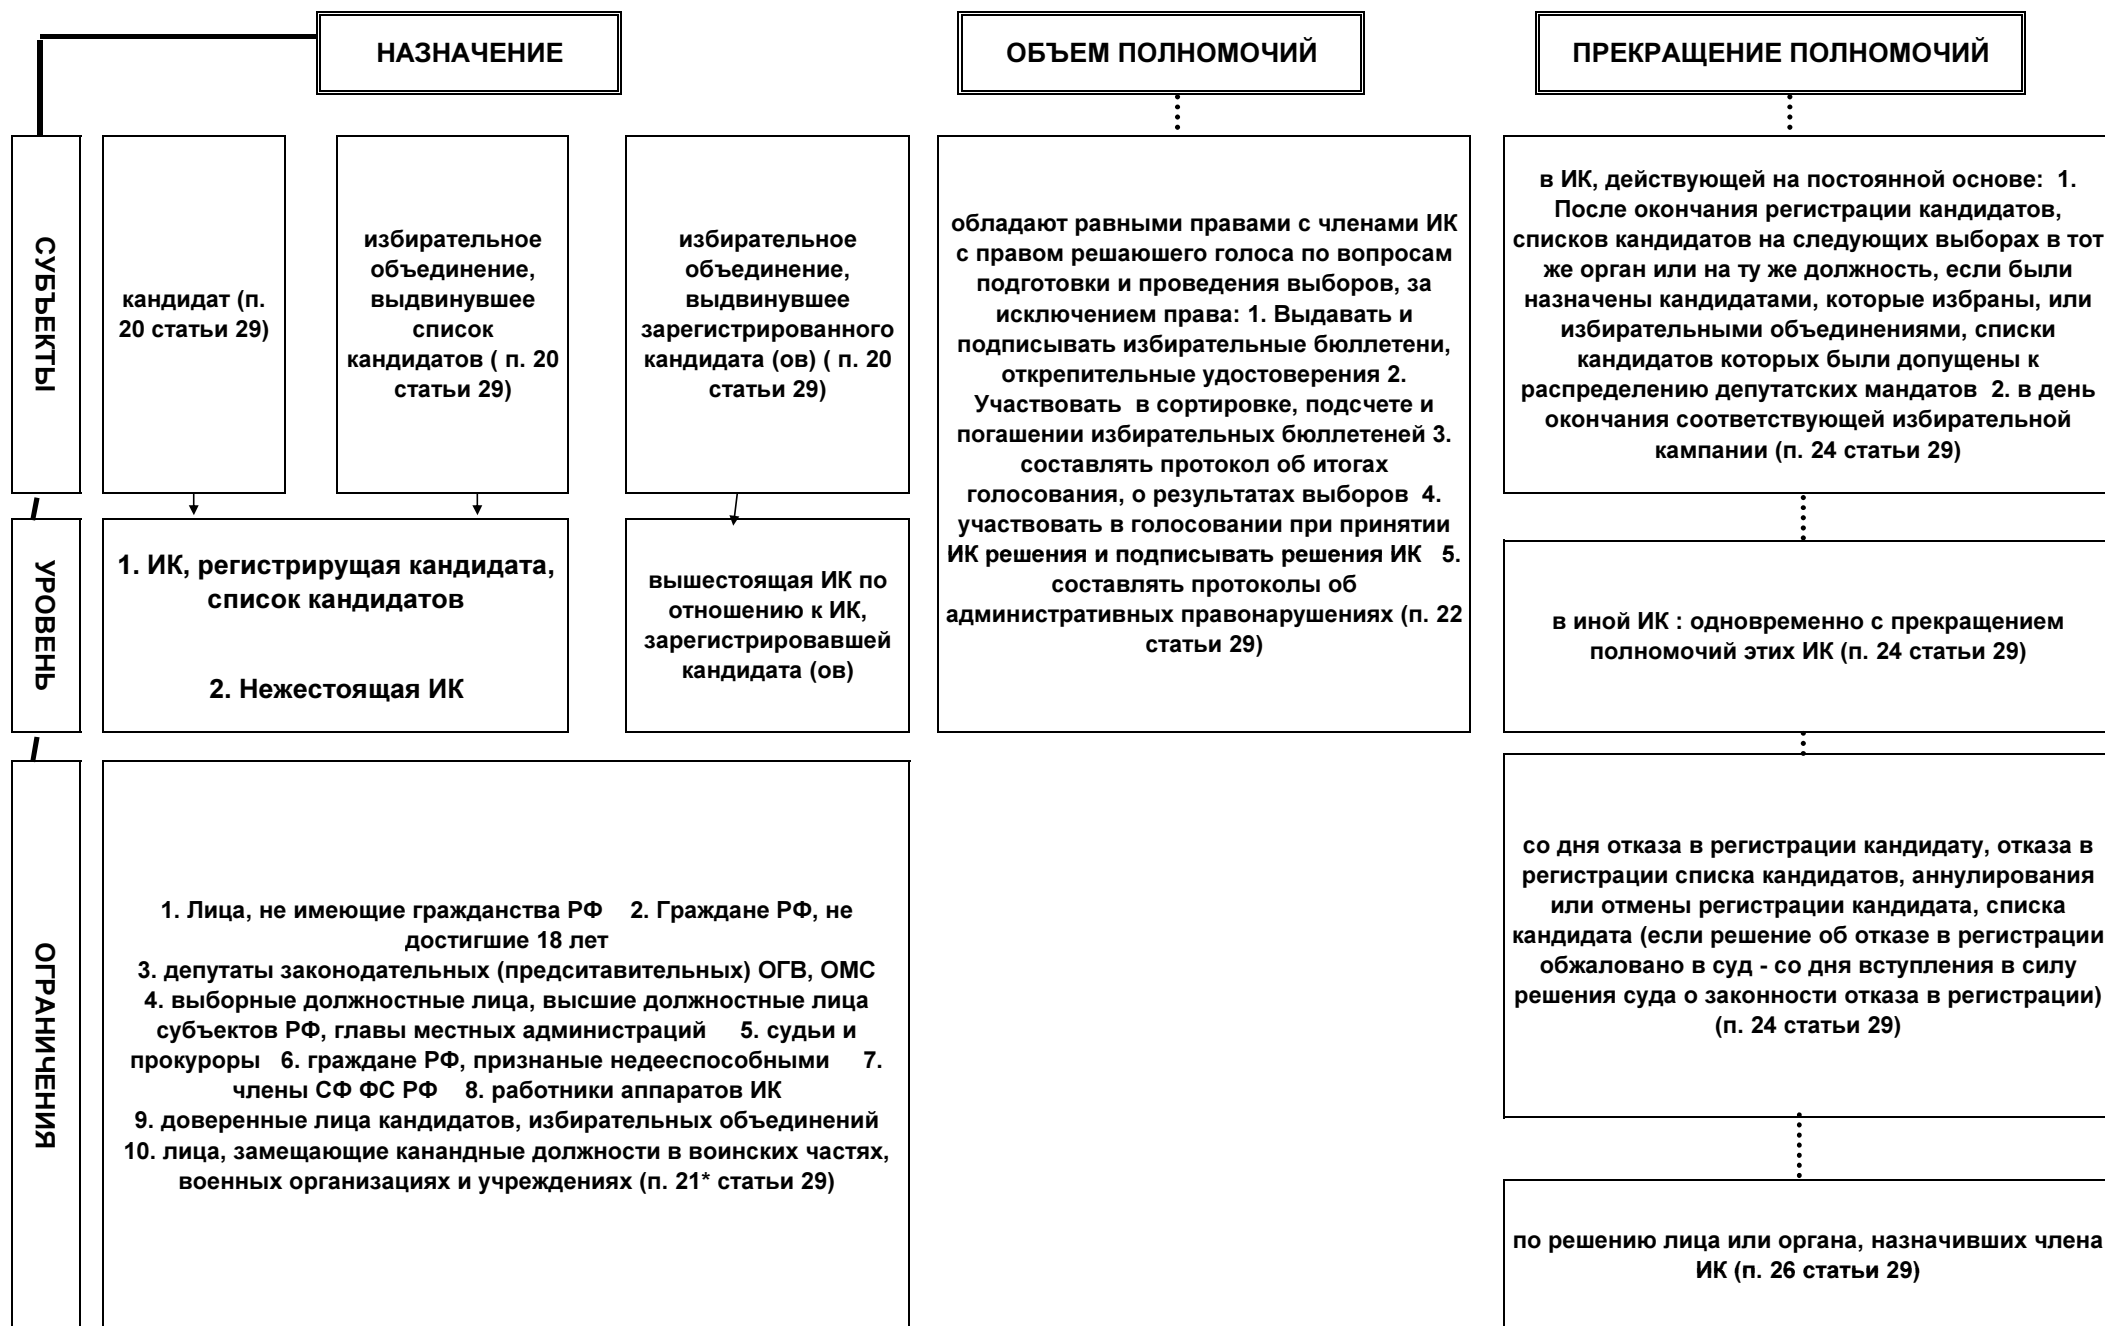 НАЗНАЧЕНИЕ
ОБЪЕМ ПОЛНОМОЧИЙ
ПРЕКРАЩЕНИЕ ПОЛНОМОЧИЙ
СУБЪЕКТЫ
кандидат (п.
20 статьи 29)
избирательное
объединение,
выдвинувшее
список
кандидатов ( п. 20
статьи 29)
избирательное
объединение,
выдвинувшее
зарегистрированного
кандидата (ов) ( п. 20
статьи 29)
обладают равными правами с членами ИК
с правом решаюшего голоса по вопросам
подготовки и проведения выборов, за
исключением права: 1. Выдавать и
подписывать избирательные бюллетени,
открепительные удостоверения 2.
Участвовать в сортировке, подсчете и
погашении избирательных бюллетеней 3.
составлять протокол об итогах
голосования, о результатах выборов 4.
участвовать в голосовании при принятии
ИК решения и подписывать решения ИК 5.
составлять протоколы об
административных правонарушениях (п. 22
статьи 29)
в ИК, действующей на постоянной основе: 1.
После окончания регистрации кандидатов,
списков кандидатов на следующих выборах в тот
же орган или на ту же должность, если были
назначены кандидатами, которые избраны, или
избирательными объединениями, списки
кандидатов которых были допущены к
распределению депутатских мандатов 2. в день
окончания соответствующей избирательной
кампании (п. 24 статьи 29)
УРОВЕНЬ
1. ИК, регистрирущая кандидата,
список кандидатов
2. Нежестоящая ИК
вышестоящая ИК по
отношению к ИК,
зарегистрировавшей
кандидата (ов)
в иной ИК : одновременно с прекращением
полномочий этих ИК (п. 24 статьи 29)
ОГРАНИЧЕНИЯ
1. Лица, не имеющие гражданства РФ 2. Граждане РФ, не
достигшие 18 лет
3. депутаты законодательных (предситавительных) ОГВ, ОМС
4. выборные должностные лица, высшие должностные лица
субъектов РФ, главы местных администраций 5. судьи и
прокуроры 6. граждане РФ, признаные недееспособными 7.
члены СФ ФС РФ 8. работники аппаратов ИК
9. доверенные лица кандидатов, избирательных объединений
10. лица, замещающие канандные должности в воинских частях,
военных организациях и учреждениях (п. 21* статьи 29)
со дня отказа в регистрации кандидату, отказа в
регистрации списка кандидатов, аннулирования
или отмены регистрации кандидата, списка
кандидата (если решение об отказе в регистрации
обжаловано в суд - со дня вступления в силу
решения суда о законности отказа в регистрации)
(п. 24 статьи 29)
по решению лица или органа, назначивших члена
ИК (п. 26 статьи 29)